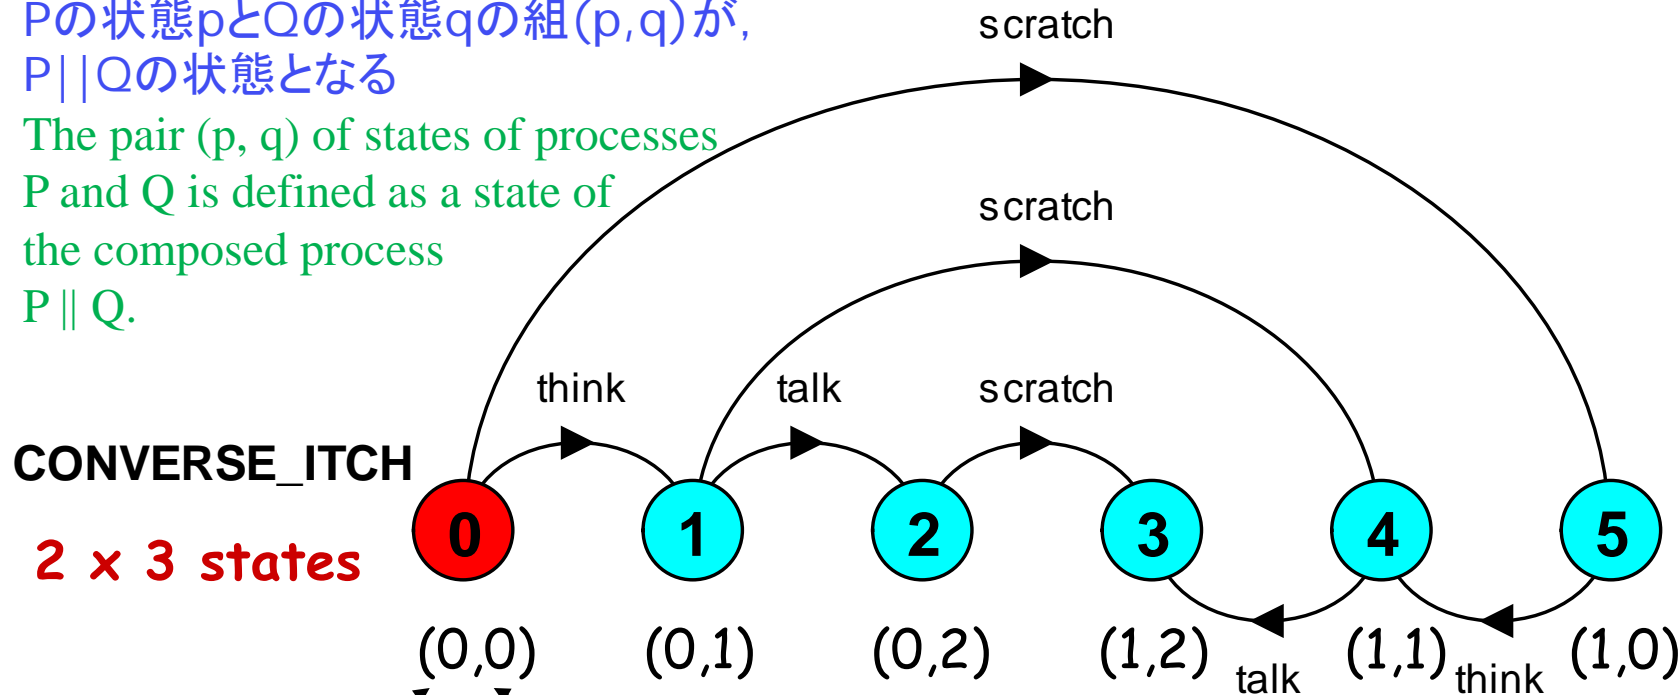 Pの状態pとQの状態qの組(p,q)が,
P||Qの状態となる
The pair (p, q) of states of processes
P and Q is defined as a state of
the composed process
P || Q.
scratch
scratch
think talk scratch
CONVERSE_ITCH
0 1 2 3 4 5
2 x 3 states
(0,0) (0,1) (0,2) (1,2) (1,1) (1,0)
talk think